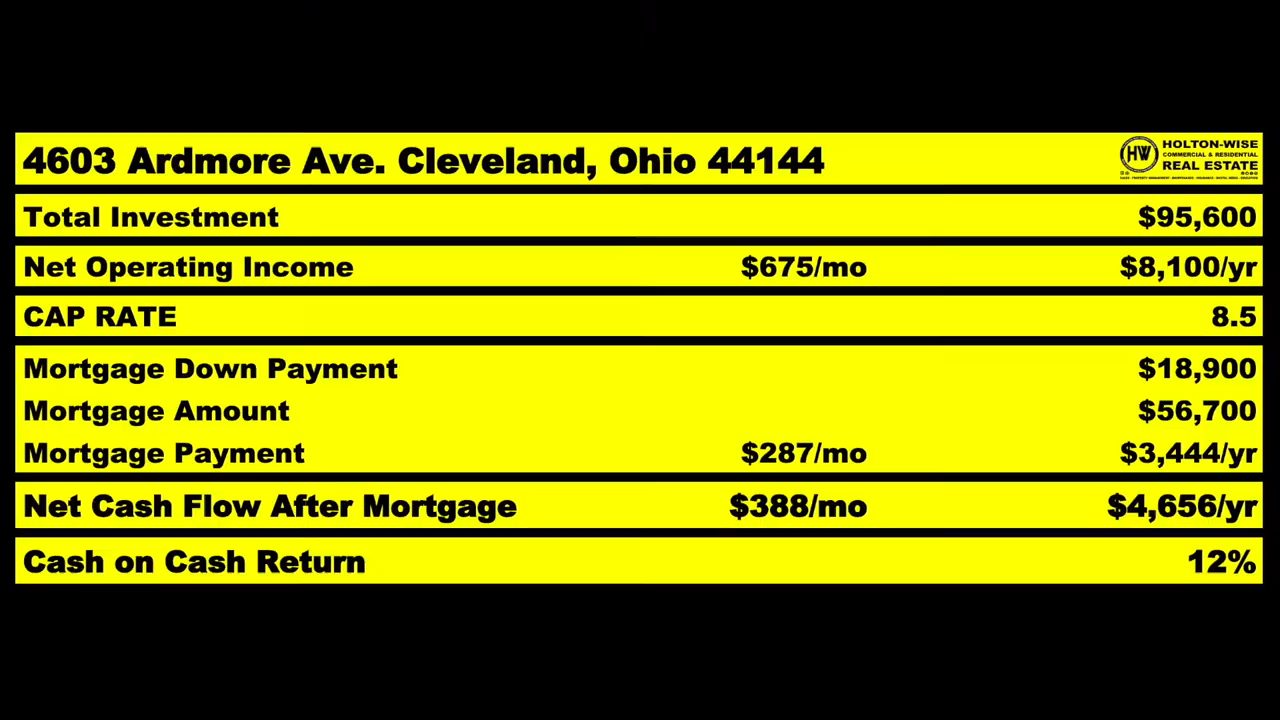 4603 Ardmore Ave. Cleveland, Ohio 44144
HW
HOLTON-WISE
COMMERCIAL & RESIDENTIAL
REAL ESTATE
Total Investment $95,600
Net Operating Income $675/mo $8,100/yr
CAP RATE 8.5
Mortgage Down Payment $18,900
Mortgage Amount $56,700
Mortgage Payment $287/mo $3,444/yr
Net Cash Flow After Mortgage $388/mo $4,656/yr
Cash on Cash Return 12%